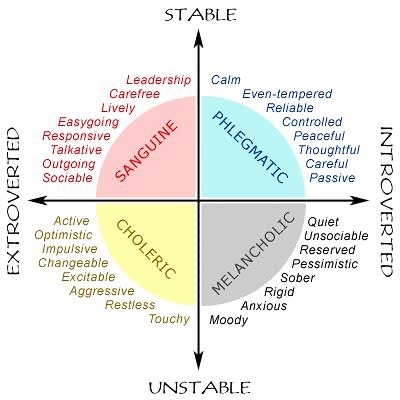 STABLE
Leadership
Carefree
Lively
Easygoing
Responsive
Talkative
Outgoing
Sociable
SANGUINE
Calm
Even-tempered
Reliable
Controlled
Peaceful
Thoughtful
Careful
Passive
PHLEGMATIC
EXTROVERTED
INTROVERTED
Active
Optimistic
Impulsive
Changeable
Excitable
Aggressive
Restless
Touchy
CHOLERIC
Quiet
Unsociable
Reserved
Pessimistic
Sober
Rigid
Anxious
Moody
MELANCHOLIC
UNSTABLE